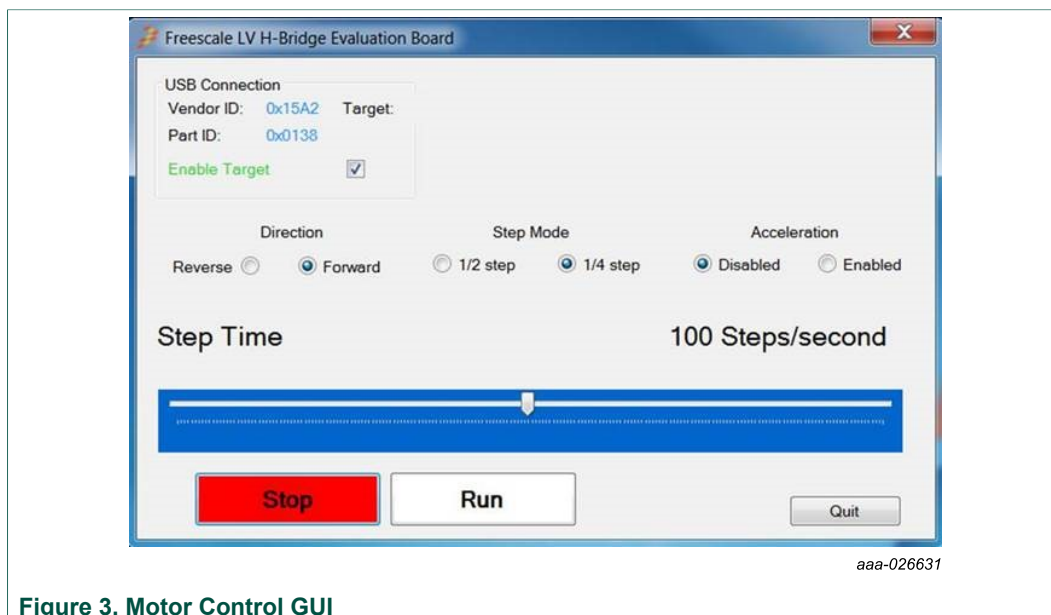 Freescale LV H-Bridge Evaluation Board
USB Connection
Vendor ID: 0x15A2 Target:
Part ID: 0x0138
Enable Target
Direction Step Mode Acceleration
Reverse Forward 1/2 step 1/4 step Disabled Enabled
Step Time 100 Steps/second
Stop Run Quit
aaa-026631
Figure 3. Motor Control GUI